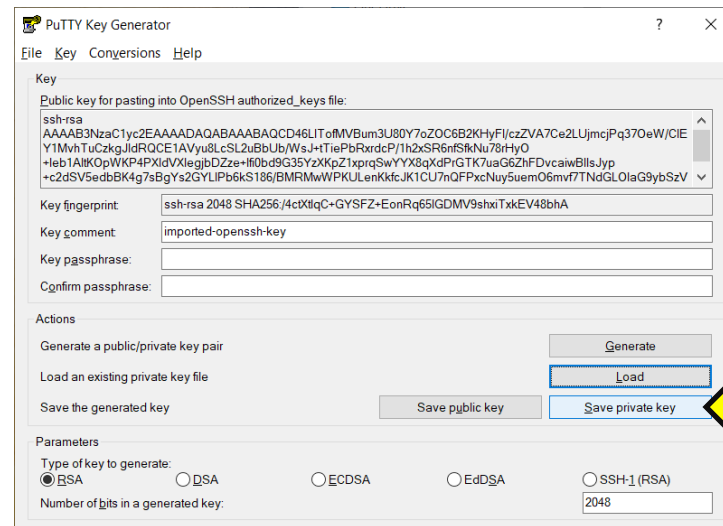 PuTTY Key Generator
File Key Conversions Help
Key
Public key for pasting into OpenSSH authorized_keys file:
ssh-rsa
AAAAB3NzaC1yc2EAAAADAQABAAABAQCD46LITofMVBum3U80Y7oZOC6B2KHyFl/czZVA7Ce2LUjmcjPq37OeW/ClE
Y1MvhTuCzkgJldRQCE1AVyu8LcSL2uBbUb/WsJ+tTiePbRxrdcP/1h2xSR6nfSfkNu78rHyO
+leb1AltKOpWKP4PXldVXlegjbDZze+lfi0bd9G35YzXKpZ1xprqSwYYX8qXdPrGTK7uaG6ZhFDvcaiwBllsJyp
+c2dSV5edbBK4g7sBgYs2GYLlPb6kS186/BMRMwWPKULenKkfcJK1CU7nQFPxcNuy5uemO6mvf7TNdGLOlaG9ybSzV
Key fingerprint: ssh-rsa 2048 SHA256:/4ctXtlqC+GYSFZ+EonRq65lGDMV9shxiTxkEV48bhA
Key comment: imported-openssh-key
Key passphrase:
Confirm passphrase:
Actions
Generate a public/private key pair Generate
Load an existing private key file Load
Save the generated key Save public key Save private key
Parameters
Type of key to generate:
RSA DSA ECDSA EdDSA SSH-1 (RSA)
Number of bits in a generated key: 2048